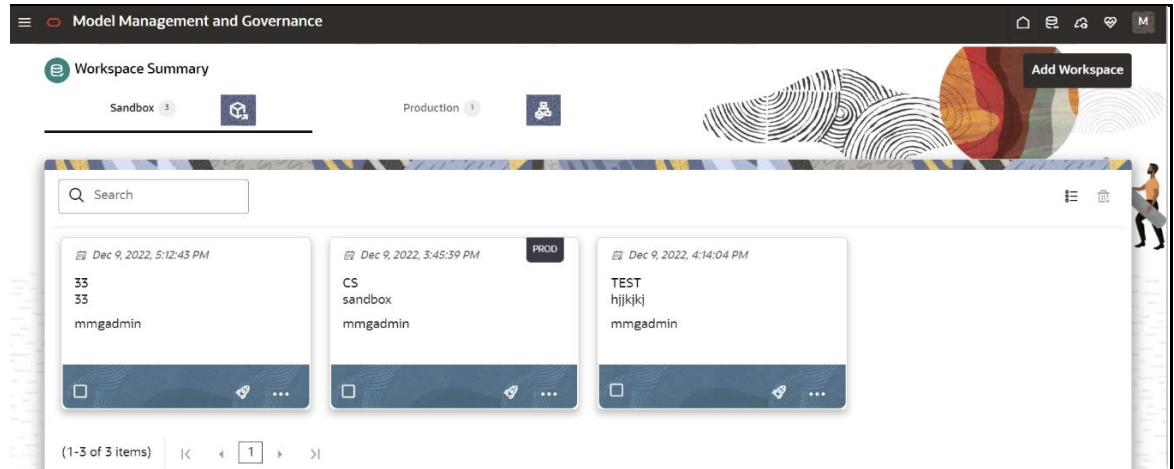 Model Management and Governance
M
Workspace Summary
Add Workspace
Sandbox 3
Production 1
Search
Dec 9, 2022, 5:12:43 PM
33
33
mmgadmin
Dec 9, 2022, 3:45:39 PM
PROD
CS
sandbox
mmgadmin
Dec 9, 2022, 4:14:04 PM
TEST
hjjkjkj
mmgadmin
(1-3 of 3 items)
1